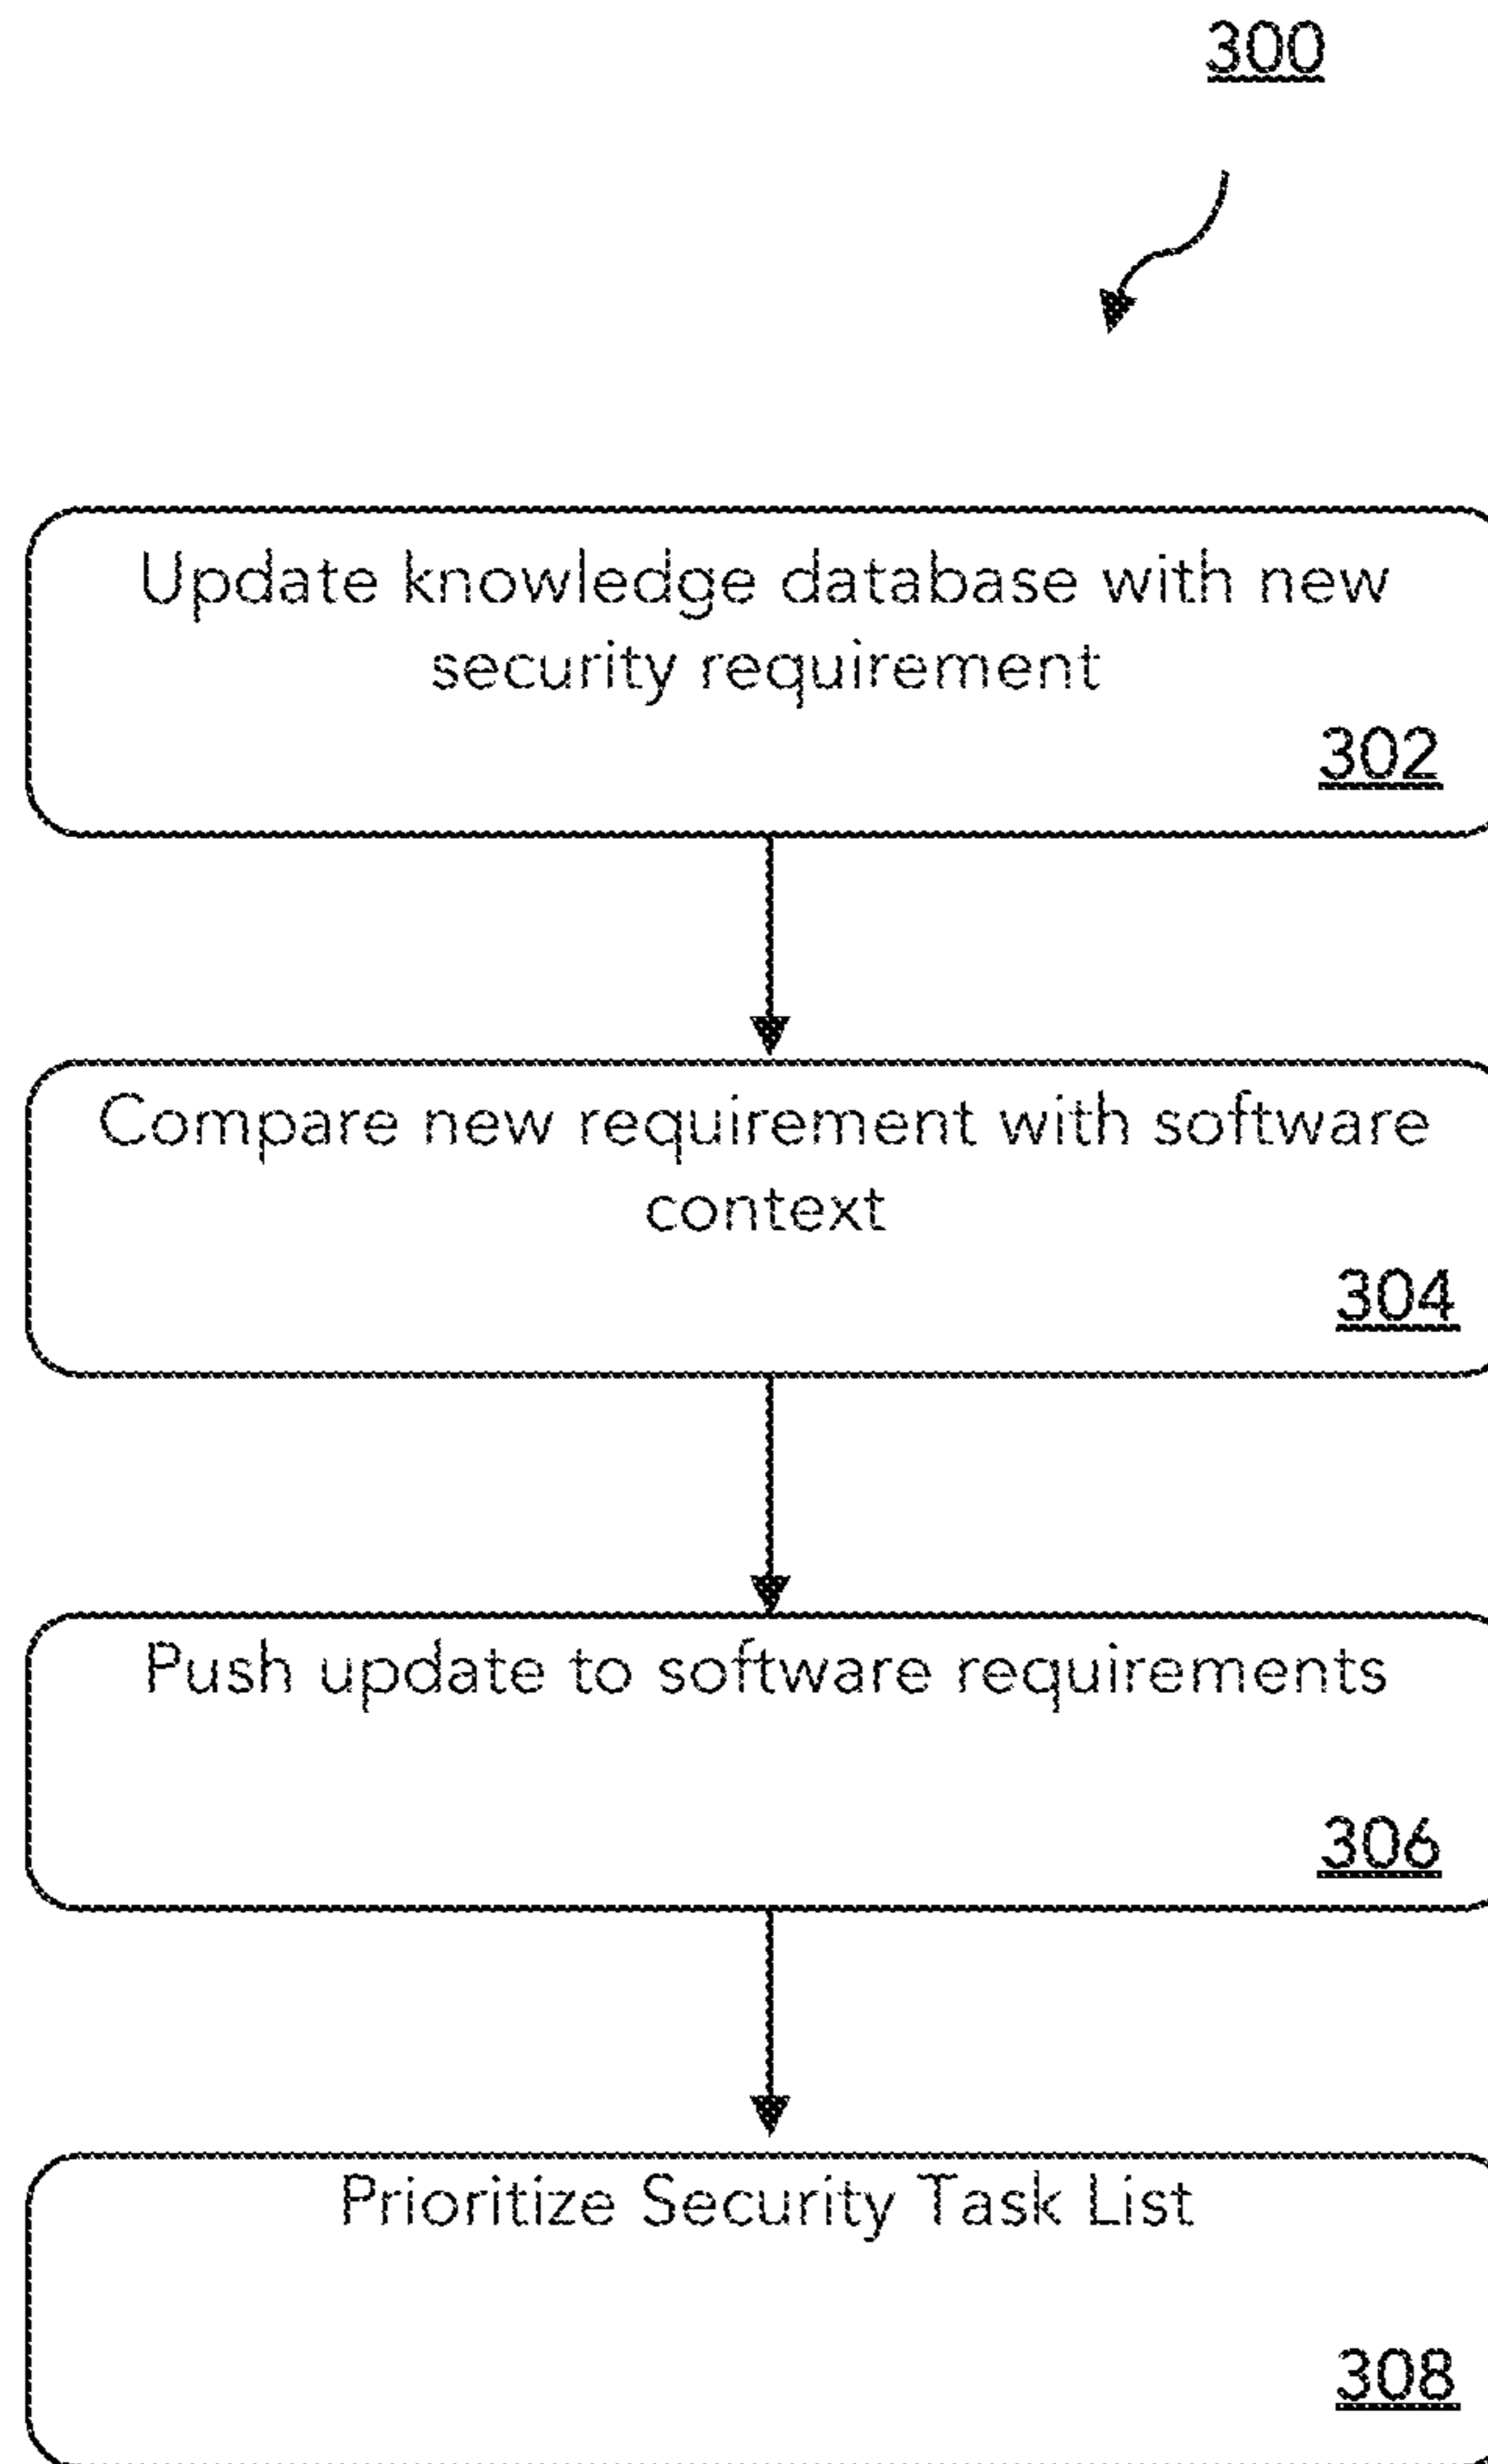 300
Update knowledge database with new
security requirement
302
Compare new requirement with software
context
304
Push update to software requirements
306
Prioritize Security Task List
308